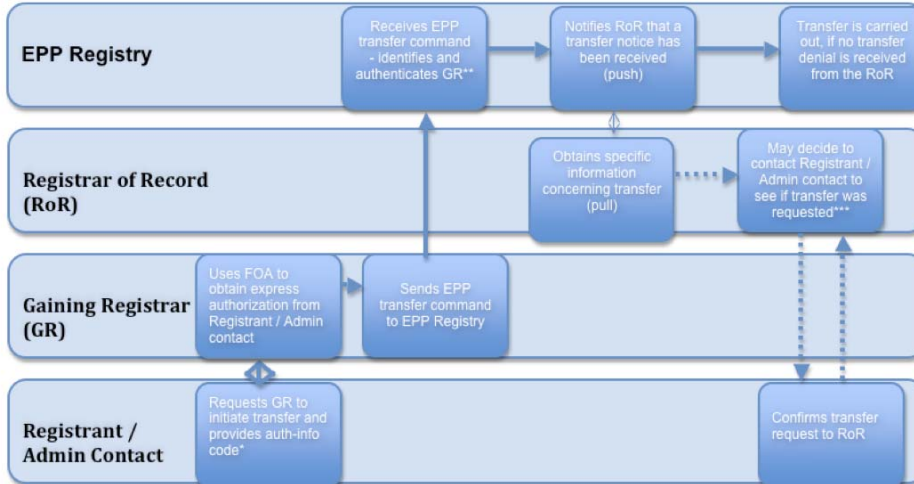 EPP Registry
Receives EPP
transfer command
- identifies and
authenticates GR**
Notifies RoR that a
transfer notice has
been received
(push)
Transfer is carried
out, if no transfer
denial is received
from the RoR
Registrar of Record
(RoR)
Obtains specific
information
concerning transfer
(pull)
May decide to
contact Registrant /
Admin contact to
see if transfer was
requested***
Gaining Registrar
(GR)
Uses FOA to
obtain express
authorization from
Registrant / Admin
contact
Sends EPP
transfer command
to EPP Registry
Registrant /
Admin Contact
Requests GR to
initiate transfer and
provides auth-info
code*
Confirms transfer
request to RoR